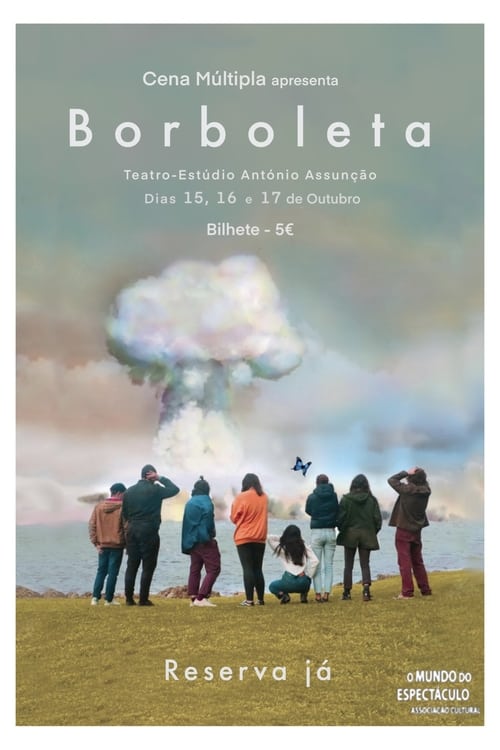 Cena Múltipla apresenta
Borboleta
Teatro-Estúdio António Assunção
Dias 15, 16 e 17 de Outubro
Bilhete - 5€
Reserva já
O MUNDO DO
ESPECTÁCULO
ASSOCIAÇÃO CULTURAL